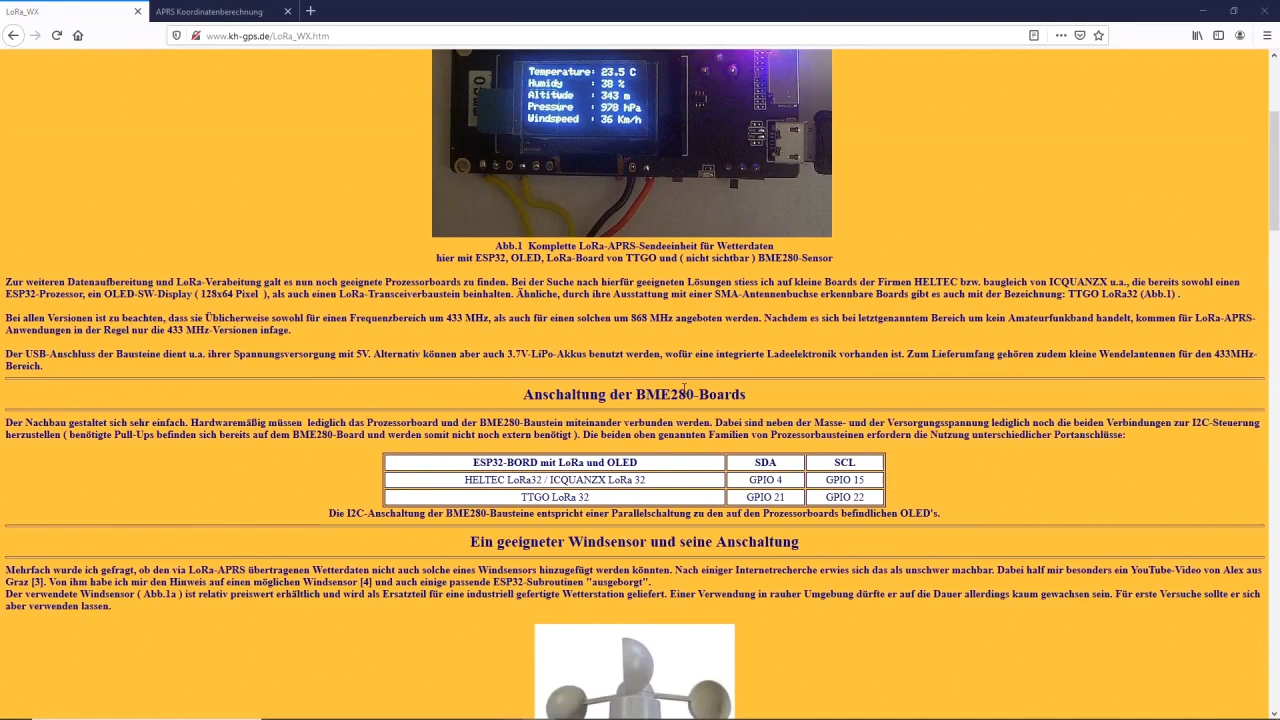 LoRa_WX
APRS Koordinatenberechnung
www.kh-gps.de/LoRa_WX.htm
Temperature: 23.5 C
Humidy : 38 %
Altitude : 343 m
Pressure : 978 hPa
Windspeed : 36 Km/h
Abb.1 Komplette LoRa-APRS-Sendeeinheit für Wetterdaten
hier mit ESP32, OLED, LoRa-Board von TTGO und ( nicht sichtbar ) BME280-Sensor
Zur weiteren Datenaufbereitung und LoRa-Verabeitung galt es nun noch geeignete Prozessorboards zu finden. Bei der Suche nach hierfür geeigneten Lösungen stiess ich auf kleine Boards der Firmen HELTEC bzw. baugleich von ICQUANZX u.a., die bereits sowohl einen
ESP32-Prozessor, ein OLED-SW-Display ( 128x64 Pixel ), als auch einen LoRa-Transceiverbaustein beinhalten. Ähnliche, durch ihre Ausstattung mit einer SMA-Antennenbuchse erkennbare Boards gibt es auch mit der Bezeichnung: TTGO LoRa32 (Abb.1) .
Bei allen Versionen ist zu beachten, dass sie Üblicherweise sowohl für einen Frequenzbereich um 433 MHz, als auch für einen solchen um 868 MHz angeboten werden. Nachdem es sich bei letztgenanntem Bereich um kein Amateurfunkband handelt, kommen für LoRa-APRS-
Anwendungen in der Regel nur die 433 MHz-Versionen infage.
Der USB-Anschluss der Bausteine dient u.a. ihrer Spannungsversorgung mit 5V. Alternativ können aber auch 3.7V-LiPo-Akkus benutzt werden, wofür eine integrierte Ladeelektronik vorhanden ist. Zum Lieferumfang gehören zudem kleine Wendelantennen für den 433MHz-
Bereich.
Anschaltung der BME280-Boards
Der Nachbau gestaltet sich sehr einfach. Hardwaremäßig müssen lediglich das Prozessorboard und der BME280-Baustein miteinander verbunden werden. Dabei sind neben der Masse- und der Versorgungsspannung lediglich noch die beiden Verbindungen zur I2C-Steuerung
herzustellen ( benötigte Pull-Ups befinden sich bereits auf dem BME280-Board und werden somit nicht noch extern benötigt ). Die beiden oben genannten Familien von Prozessorbausteinen erfordern die Nutzung unterschiedlicher Portanschlüsse:
ESP32-BORD mit LoRa und OLED SDA SCL
HELTEC LoRa32 / ICQUANZX LoRa 32 GPIO 4 GPIO 15
TTGO LoRa 32 GPIO 21 GPIO 22
Die I2C-Anschaltung der BME280-Bausteine entspricht einer Parallelschaltung zu den auf den Prozessorboards befindlichen OLED's.
Ein geeigneter Windsensor und seine Anschaltung
Mehrfach wurde ich gefragt, ob den via LoRa-APRS übertragenen Wetterdaten nicht auch solche eines Windsensors hinzugefügt werden könnten. Nach einiger Internetrecherche erwies sich das als unschwer machbar. Dabei half mir besonders ein YouTube-Video von Alex aus
Graz [3]. Von ihm habe ich mir den Hinweis auf einen möglichen Windsensor [4] und auch einige passende ESP32-Subroutinen "ausgeborgt".
Der verwendete Windsensor ( Abb.1a ) ist relativ preiswert erhältlich und wird als Ersatzteil für eine industriell gefertigte Wetterstation geliefert. Einer Verwendung in rauher Umgebung dürfte er auf die Dauer allerdings kaum gewachsen sein. Für erste Versuche sollte er sich
aber verwenden lassen.